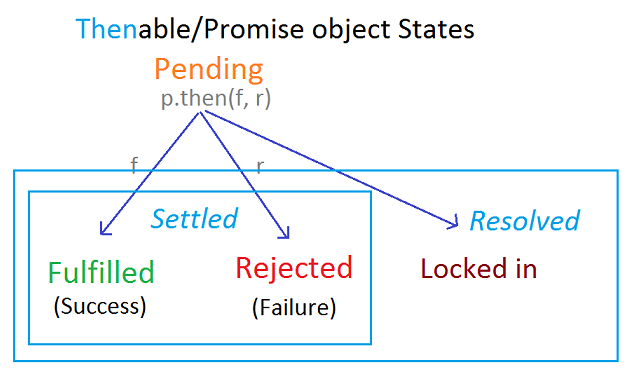 Thenable/Promise object States
Pending
p.then(f, r)
f
r
Settled
Resolved
Fulfilled
Rejected
Locked in
(Success)
(Failure)